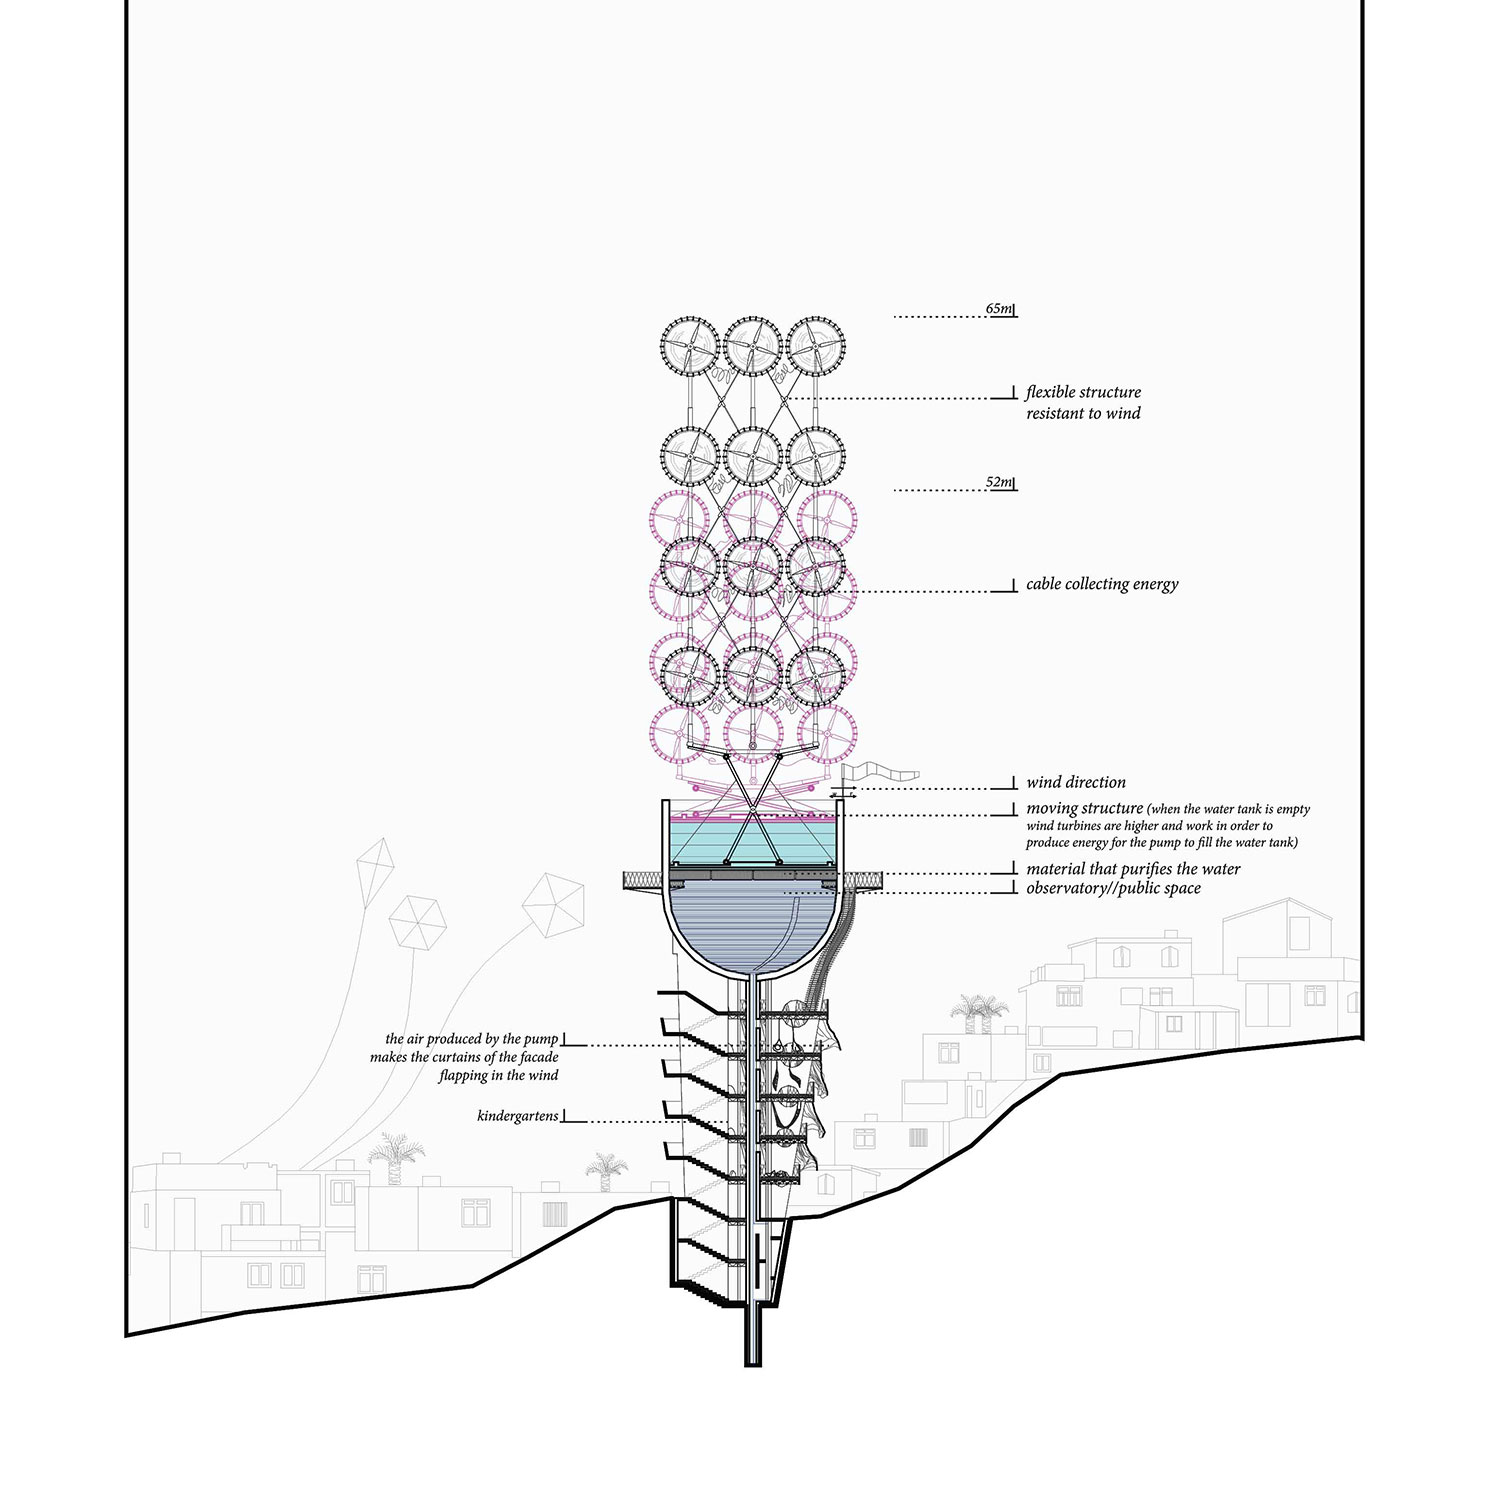 65m
flexible structure
resistant to wind
52m
cable collecting energy
wind direction
moving structure (when the water tank is empty
wind turbines are higher and work in order to
produce energy for the pump to fill the water tank)
material that purifies the water
observatory//public space
the air produced by the pump
makes the curtains of the facade
flapping in the wind
kindergartens